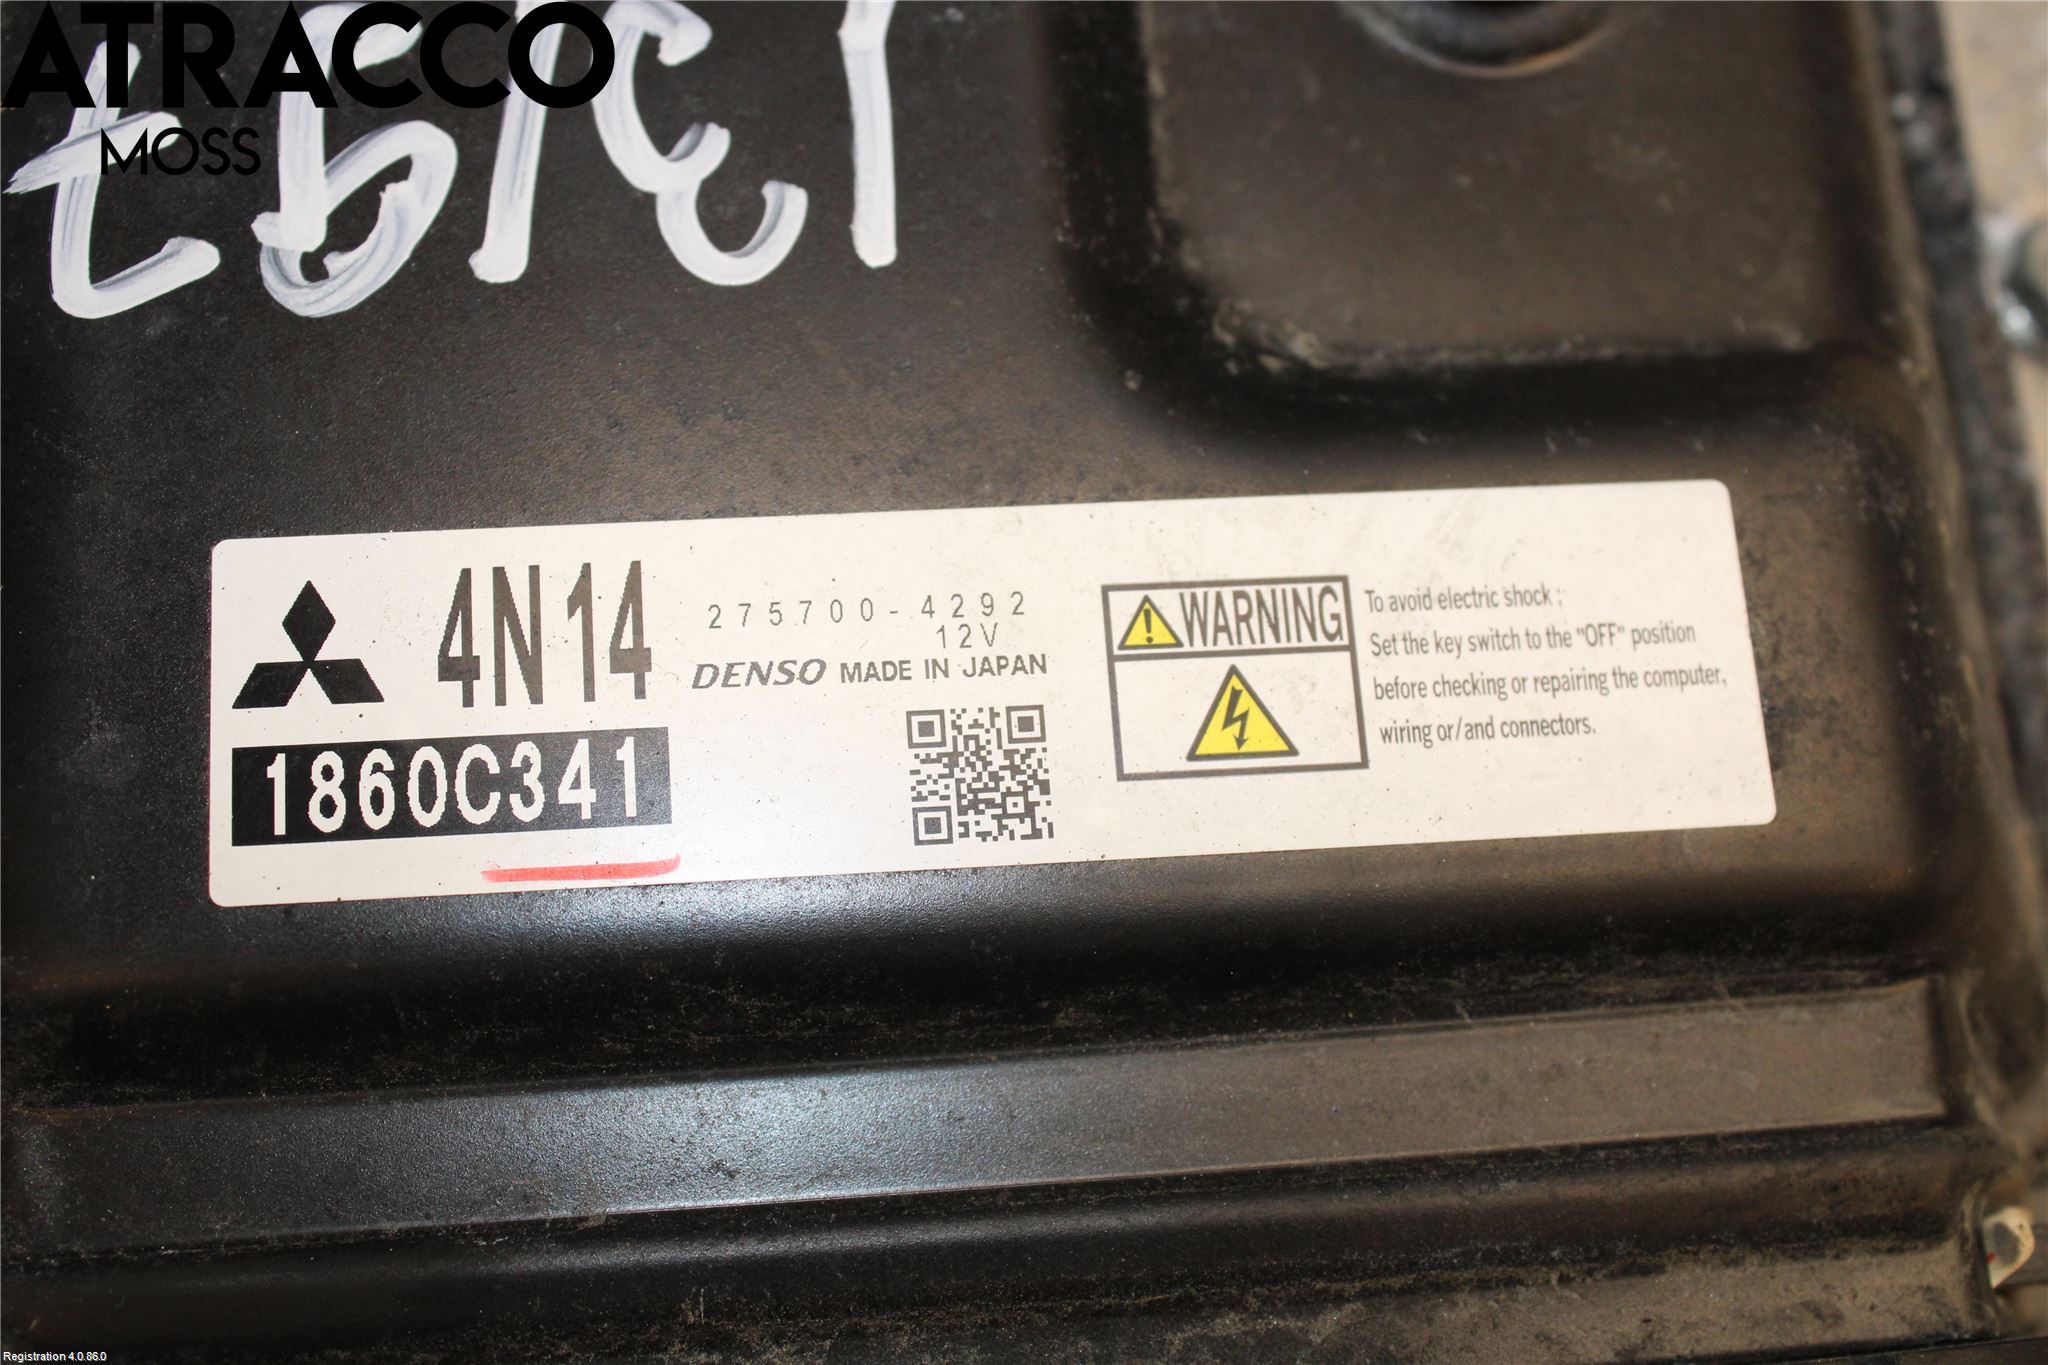 ATRACCO
MOSS
4N14
275700-4292
12V
DENSO MADE IN JAPAN
1860C341
WARNING
To avoid electric shock ;
Set the key switch to the "OFF" position
before checking or repairing the computer,
wiring or/and connectors.
Registration 4.0.86.0